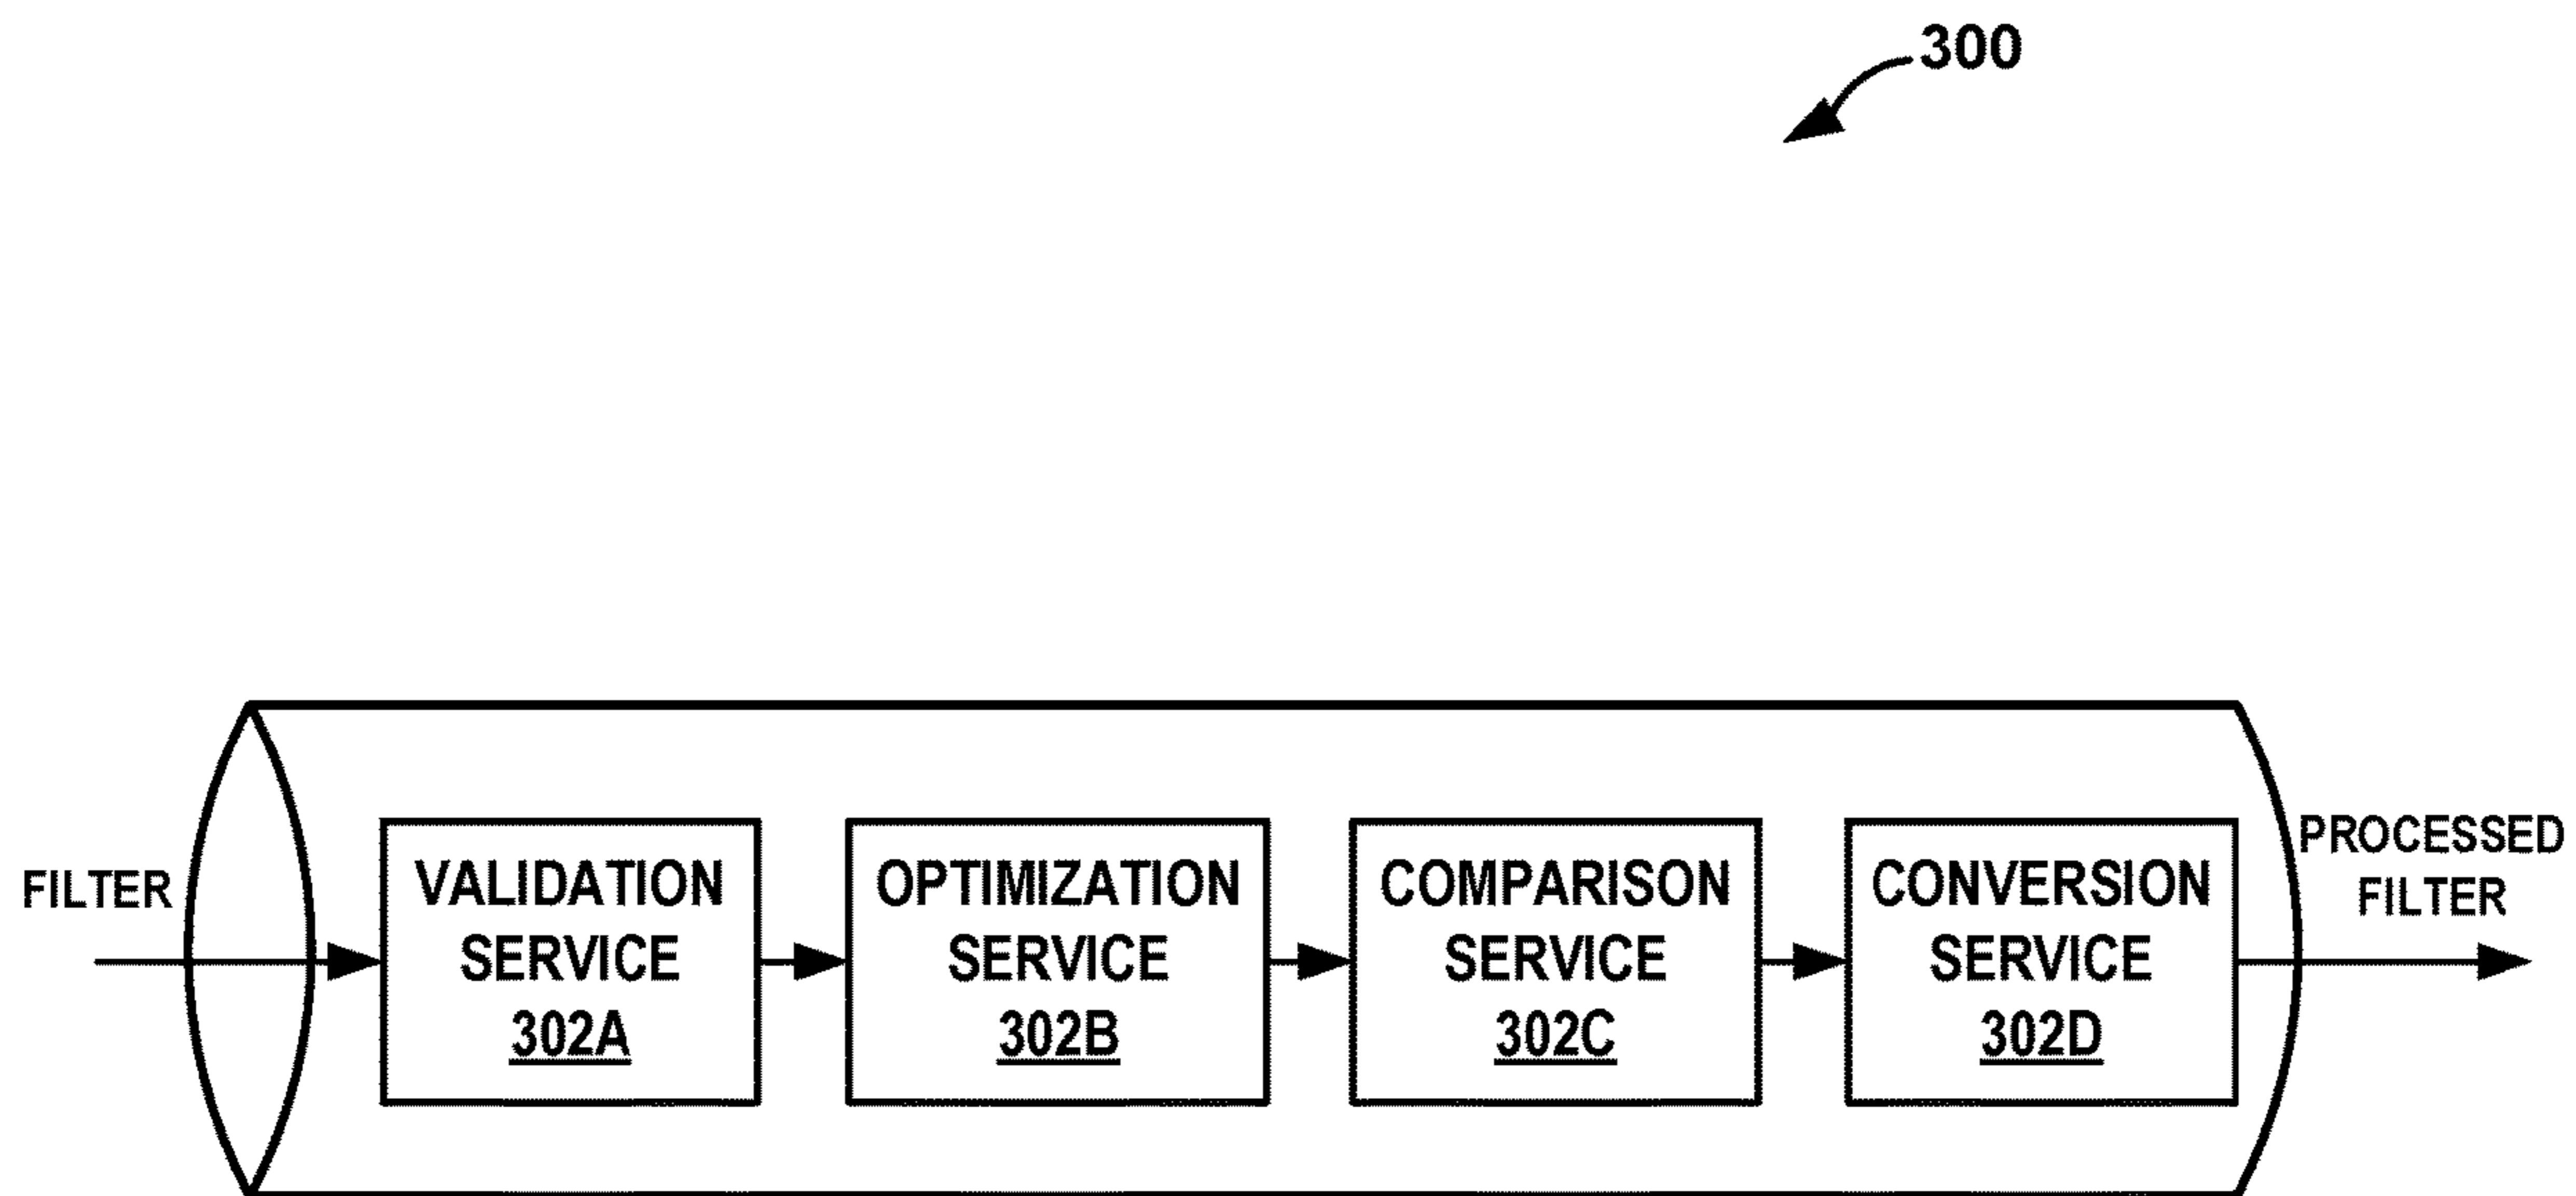 300
FILTER
VALIDATION
SERVICE
302A
OPTIMIZATION
SERVICE
302B
COMPARISON
SERVICE
302C
CONVERSION
SERVICE
302D
PROCESSED
FILTER